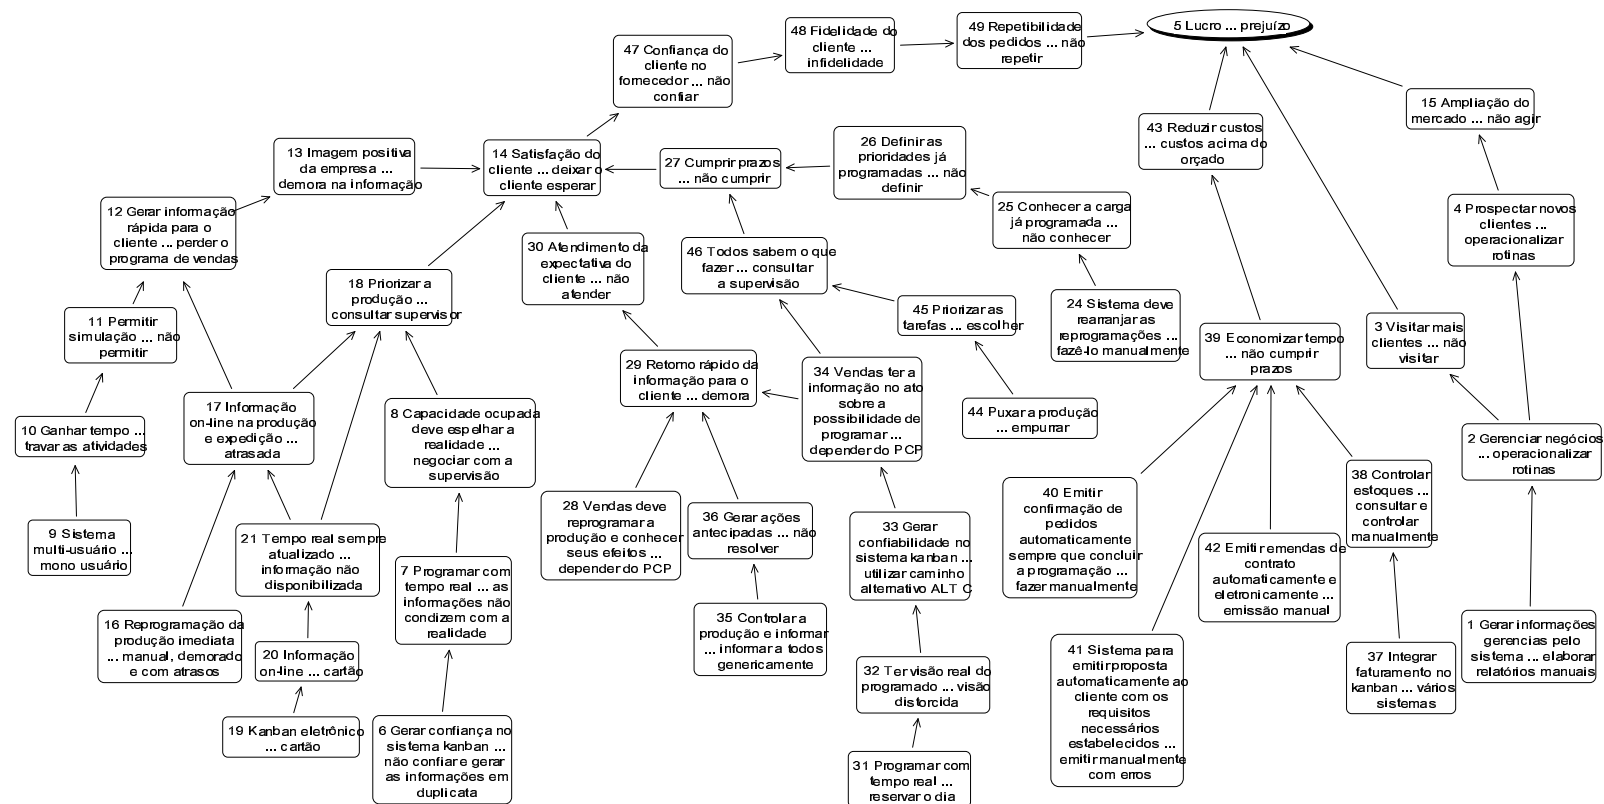 5 Lucro ... prejuízo
49 Repetibilidade
dos pedidos ... não
repetir
48 Fidelidade do
cliente ...
infidelidade
47 Confiança do
cliente no
fornecedor ... não
confiar
15 Ampliação do
mercado ... não agir
43 Reduzir custos
... custos acima do
orçado
26 Definir as
prioridades já
programadas ... não
definir
13 Imagem positiva
da empresa ...
demora na informação
14 Satisfação do
cliente ... deixar o
cliente esperar
27 Cumprir prazos
... não cumprir
25 Conhecer a carga
já programada ...
não conhecer
4 Prospectar novos
clientes ...
operacionalizar
rotinas
12 Gerar informação
rápida para o
cliente ... perder o
programa de vendas
30 Atendimento da
expectativa do
cliente ... não
atender
46 Todos sabem o que
fazer ... consultar
a supervisão
18 Priorizar a
produção ...
consultar supervisor
45 Priorizar as
tarefas ... escolher
24 Sistema deve
rearranjar as
reprogramações ...
fazê-lo manualmente
11 Permitir
simulação ... não
permitir
3 Visitar mais
clientes ... não
visitar
39 Economizar tempo
... não cumprir
prazos
29 Retorno rápido da
informação para o
cliente ... demora
34 Vendas ter a
informação no ato
sobre a
possibilidade de
programar ...
depender do PCP
17 Informação
on-line na produção
e expedição ...
atrasada
8 Capacidade ocupada
deve espelhar a
realidade ...
negociar com a
supervisão
44 Puxar a produção
... empurrar
10 Ganhar tempo ...
travar as atividades
2 Gerenciar negócios
... operacionalizar
rotinas
38 Controlar
estoques ...
consultar e
controlar
manualmente
40 Emitir
confirmação de
pedidos
automaticamente
sempre que concluir
a programação ...
fazer manualmente
28 Vendas deve
reprogramar a
produção e conhecer
seus efeitos ...
depender do PCP
36 Gerar ações
antecipadas ... não
resolver
33 Gerar
confiabilidade no
sistema kanban ...
utilizar caminho
alternativo ALT C
9 Sistema
multi-usuário ...
mono usuário
21 Tempo real sempre
atualizado ...
informação não
disponibilizada
42 Emitir emendas de
contrato
automaticamente e
eletronicamente ...
emissão manual
7 Programar com
tempo real ... as
informações não
condizem com a
realidade
35 Controlar a
produção e informar
... informar a todos
genericamente
16 Reprogramação da
produção imediata
... manual, demorado
e com atrasos
1 Gerar informações
gerencias pelo
sistema ... elaborar
relatórios manuais
20 Informação
on-line ... cartão
41 Sistema para
emitir proposta
automaticamente ao
cliente com os
requisitos
necessários
estabelecidos ...
emitir manualmente
com erros
37 Integrar
faturamento no
kanban ... vários
sistemas
32 Ter visão real do
programado ... visão
distorcida
19 Kanban eletrônico
... cartão
6 Gerar confiança no
sistema kanban ...
não confiar e gerar
as informações em
duplicata
31 Programar com
tempo real ...
reservar o dia